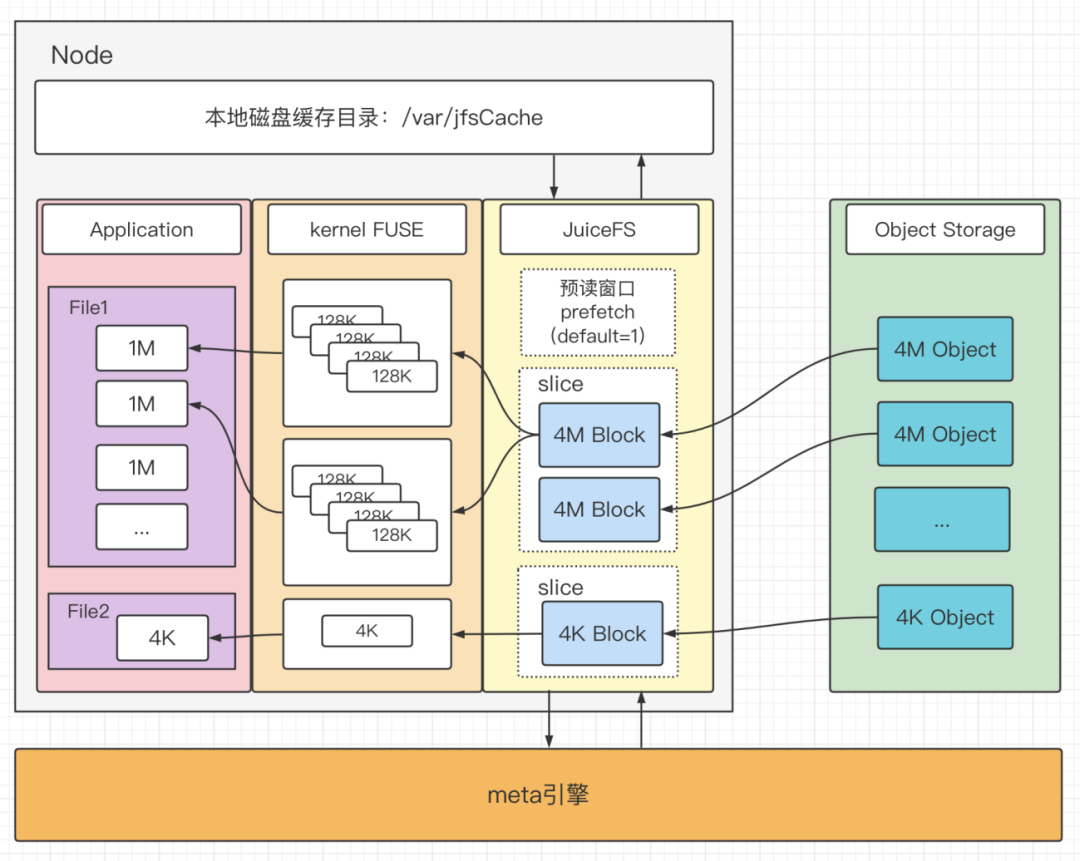 Node
本地磁盘缓存目录：/var/jfsCache
Application
File1
1M
1M
1M
...
File2
4K
kernel FUSE
128K
128K
128K
128K
128K
128K
128K
128K
4K
JuiceFS
预读窗口
prefetch
(default=1)
slice
4M Block
4M Block
slice
4K Block
Object Storage
4M Object
4M Object
...
4K Object
meta引擎